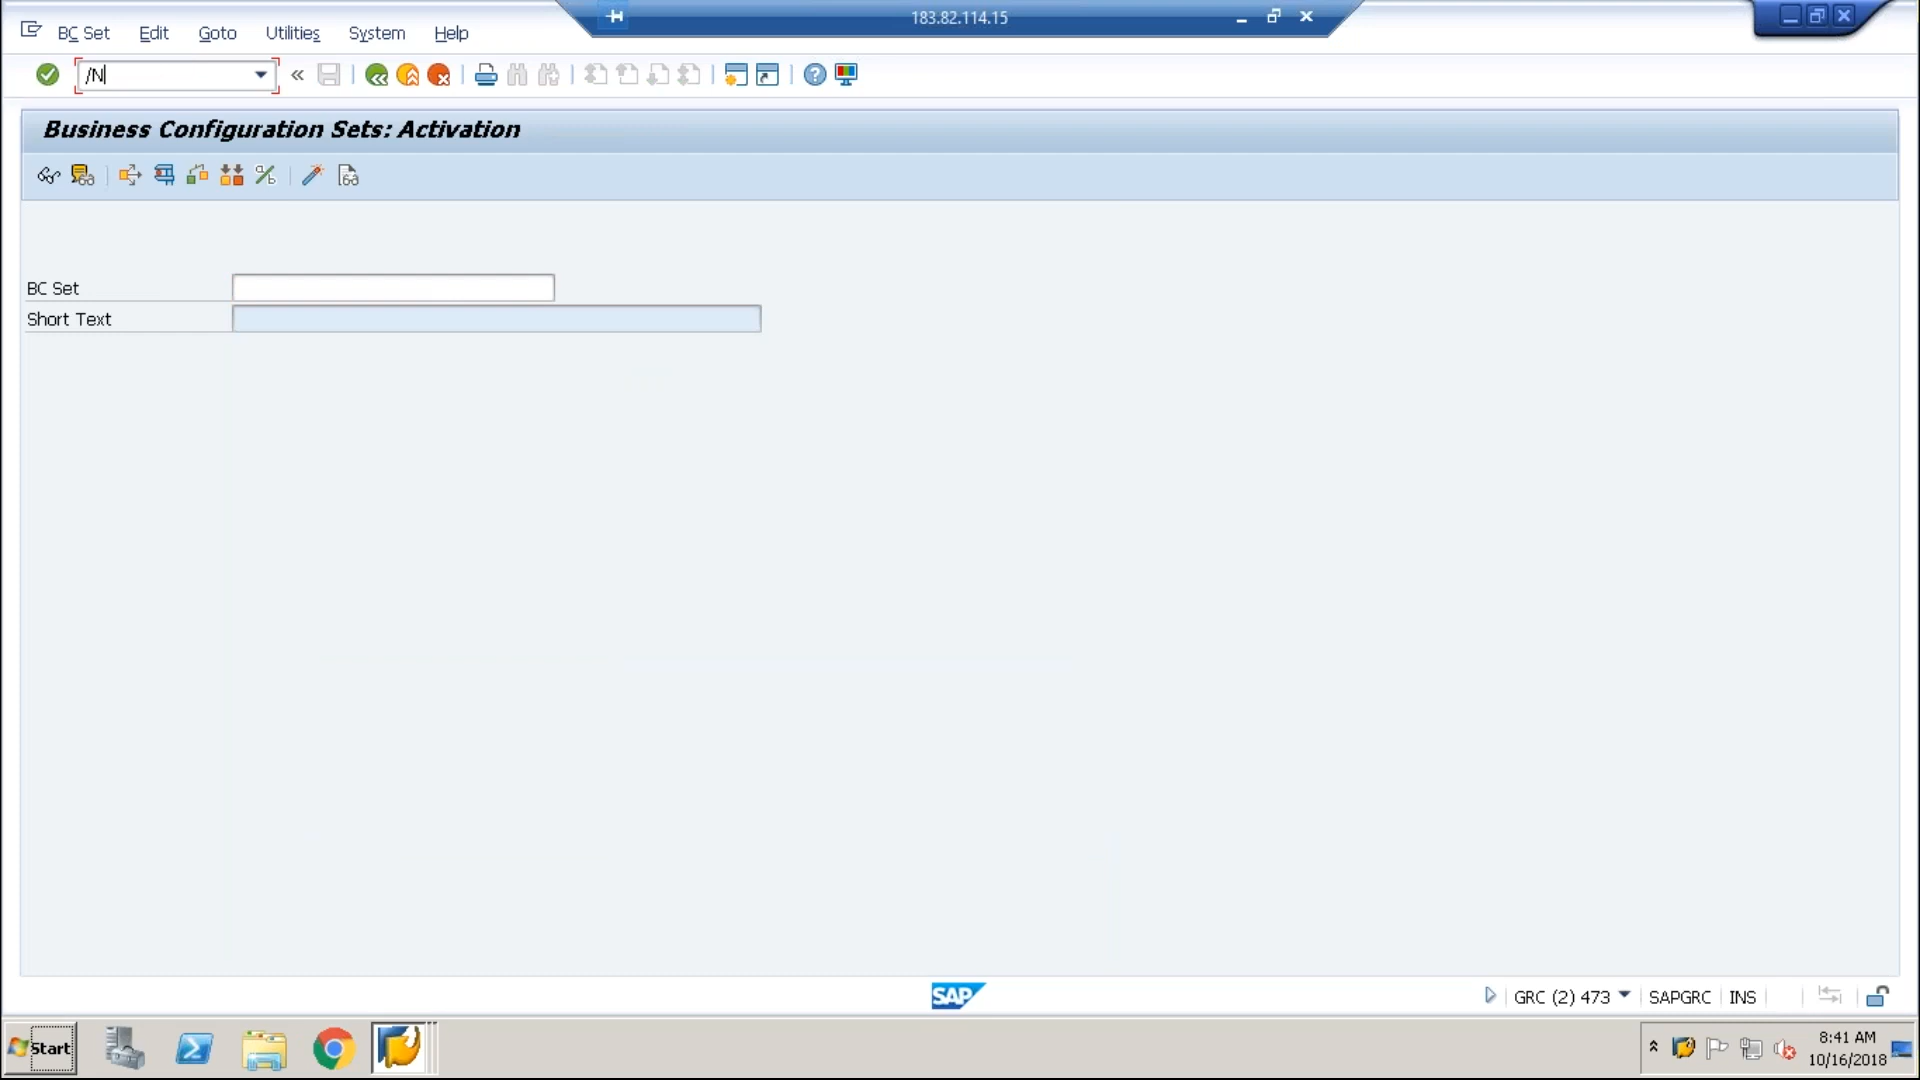 183.82.114.15
BC Set Edit Goto Utilities System Help
/N
Business Configuration Sets: Activation
BC Set
Short Text
SAP
GRC (2) 473 SAPGRC INS
Start
8:41 AM
10/16/2018